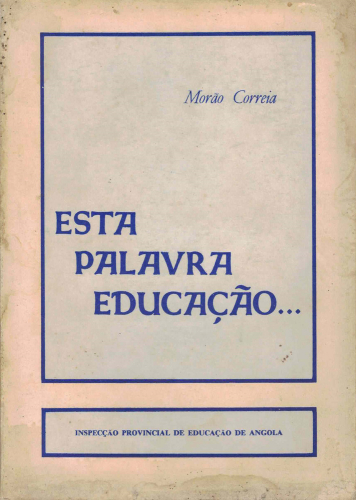 Morão Correia
ESTA
PALAVRA
EDUCAÇÃO...
INSPECÇÃO PROVINCIAL DE EDUCAÇÃO DE ANGOLA